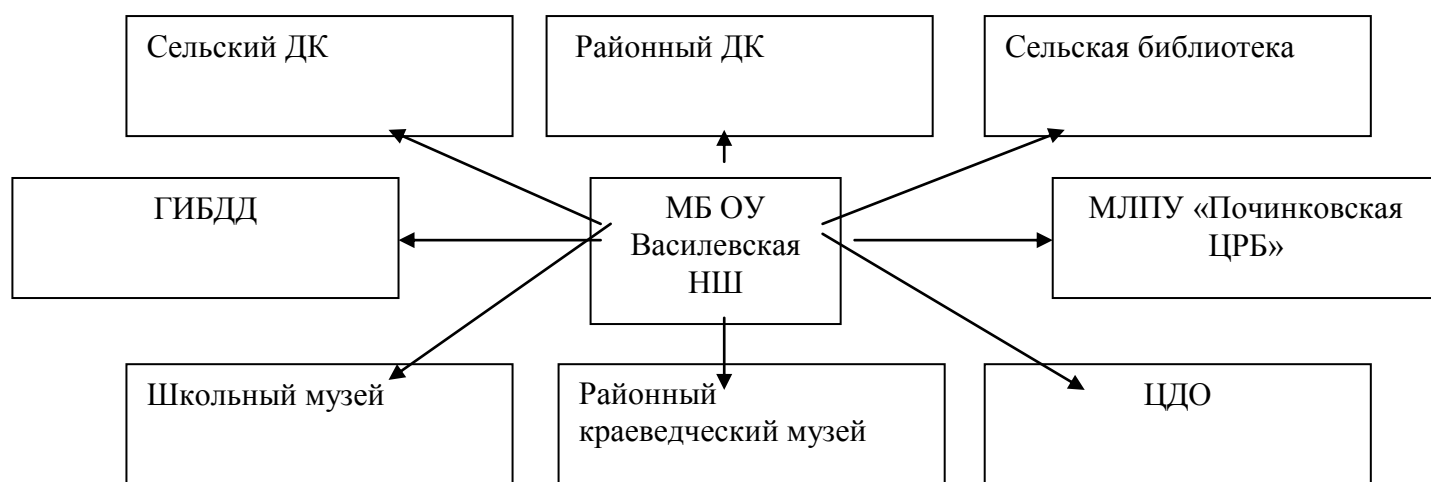 Сельский ДК
Районный ДК
Сельская библиотека
ГИБДД
МБ ОУ
Василевская
НШ
МЛПУ «Починковская
ЦРБ»
Школьный музей
Районный
краеведческий музей
ЦДО